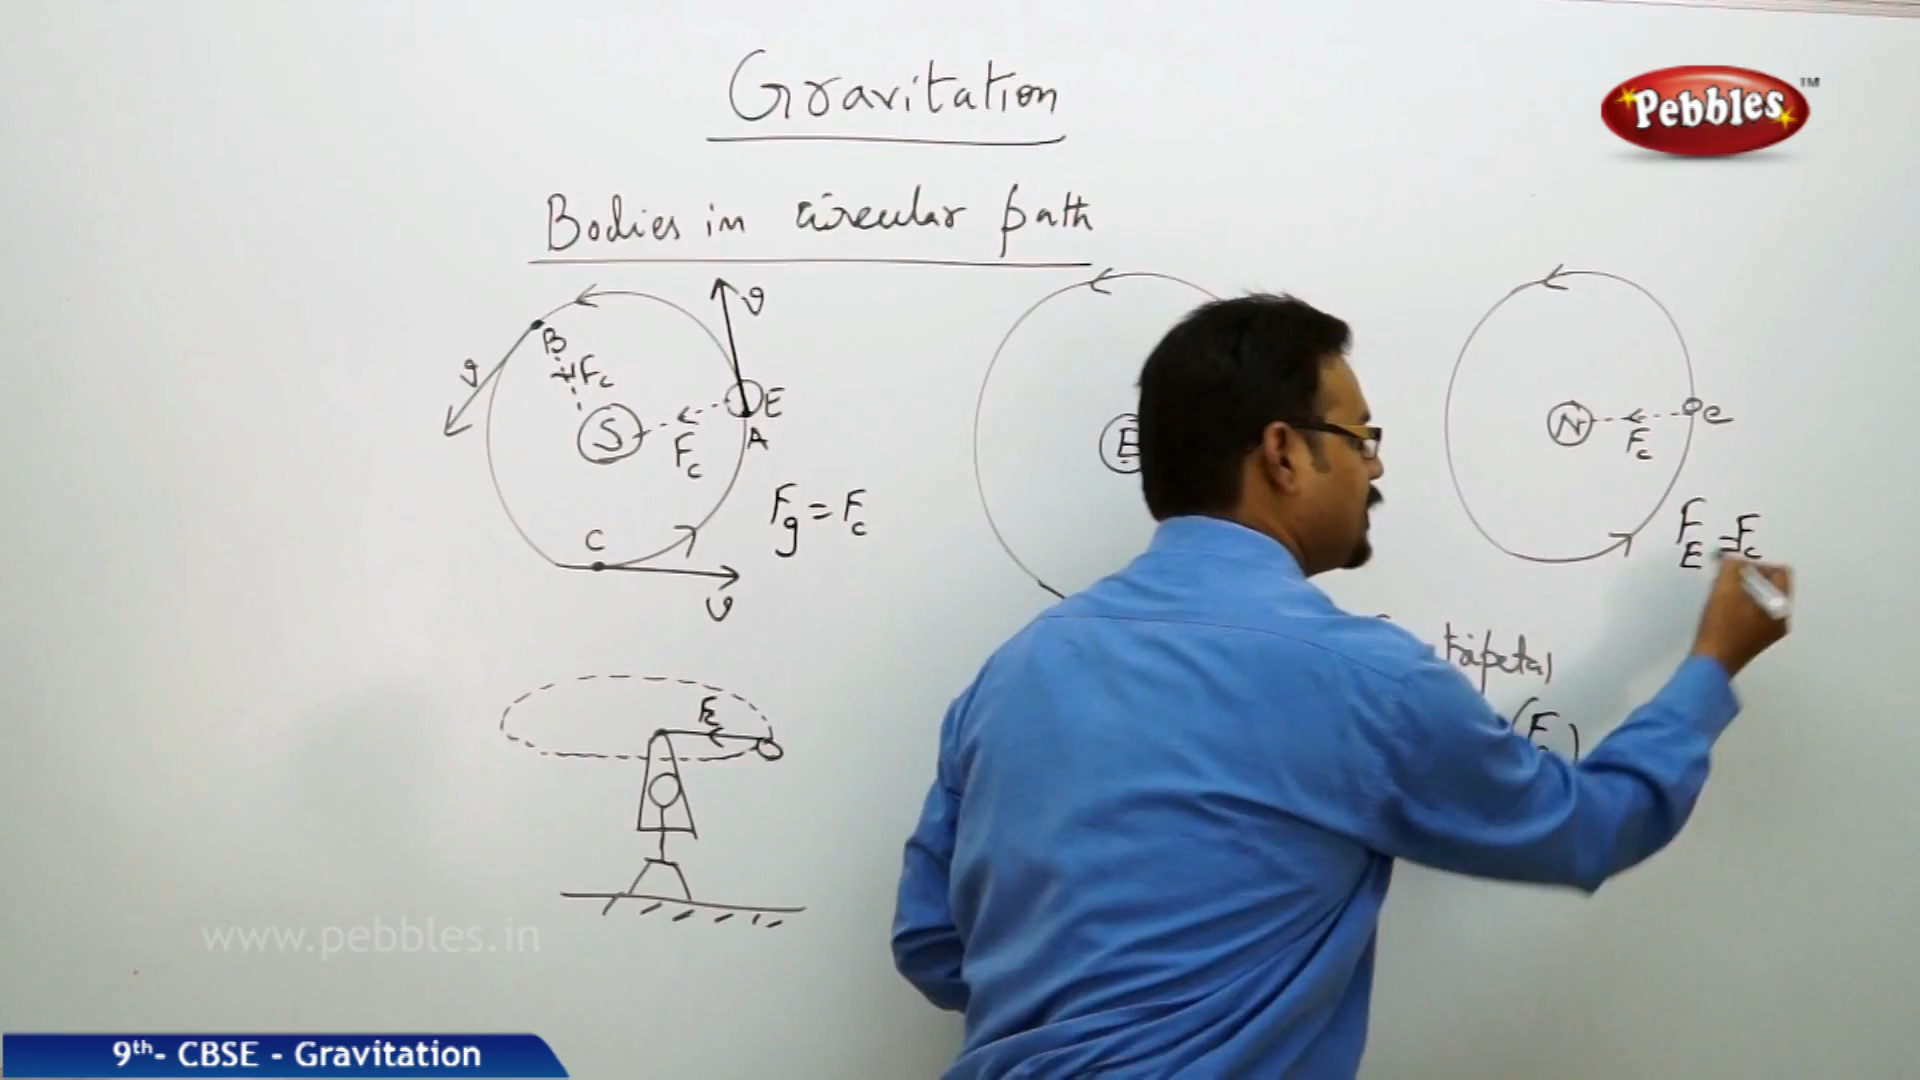 Gravitation
Pebbles™
Bodies in circular path
v
B
Fc
v
S
E
A
Fc
Fg = Fc
C
v
E
N
e
Fc
FE = Fc
Fc
www.pebbles.in
9th- CBSE - Gravitation